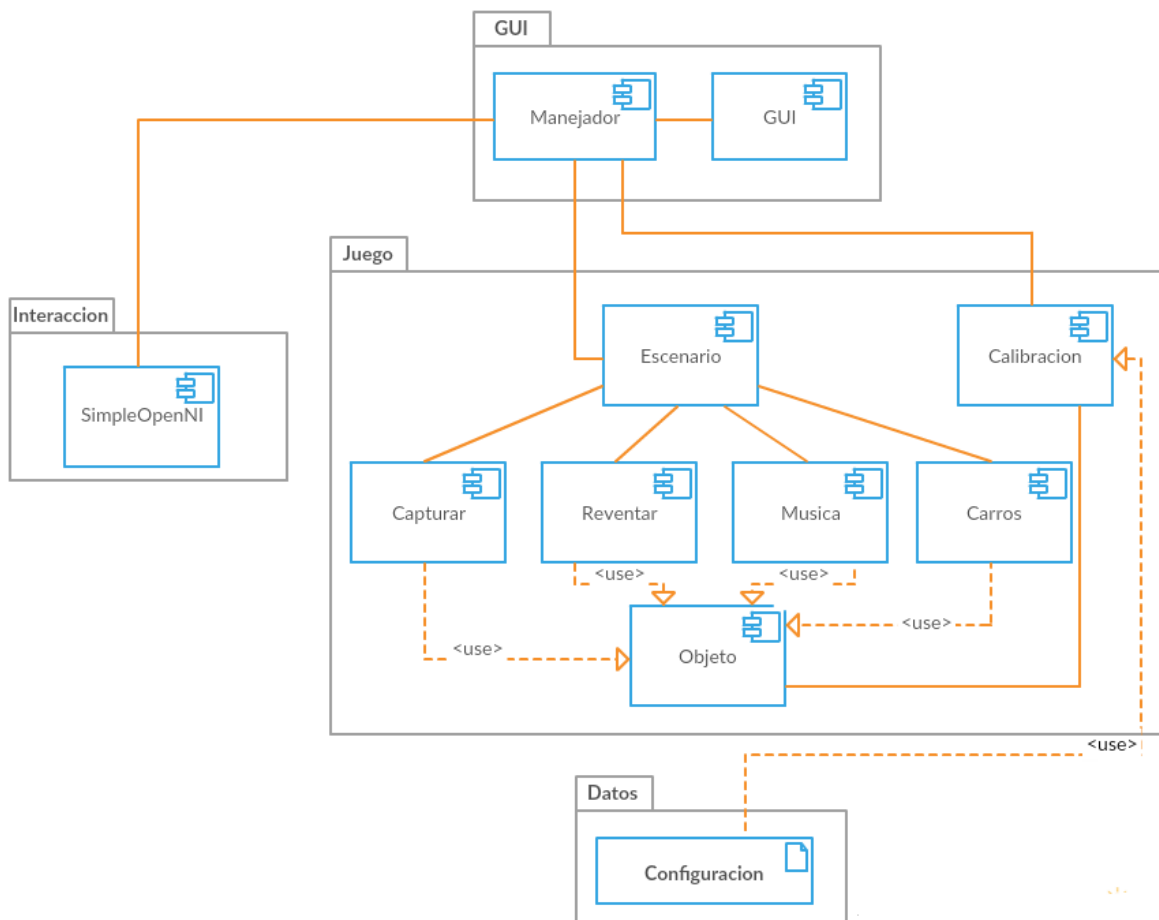 GUI
Manejador
GUI
Juego
Interaccion
Escenario
Calibracion
SimpleOpenNI
Capturar
Reventar
Musica
Carros
<use>
<use>
<use>
<use>
Objeto
<use>
Datos
Configuracion